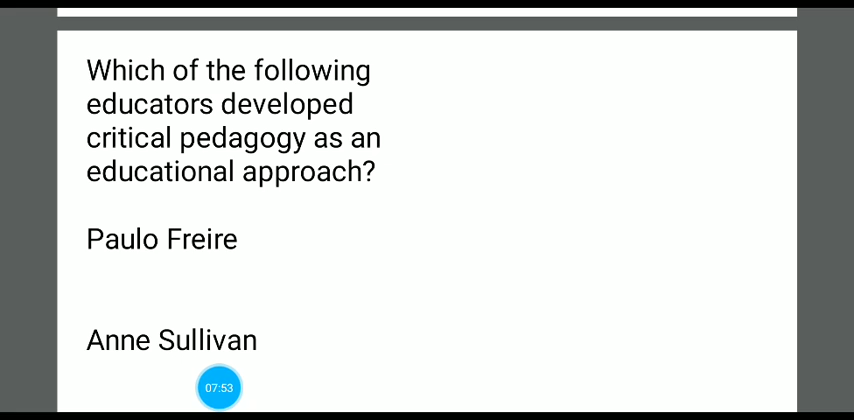 Which of the following
educators developed
critical pedagogy as an
educational approach?
Paulo Freire
Anne Sullivan
07:53